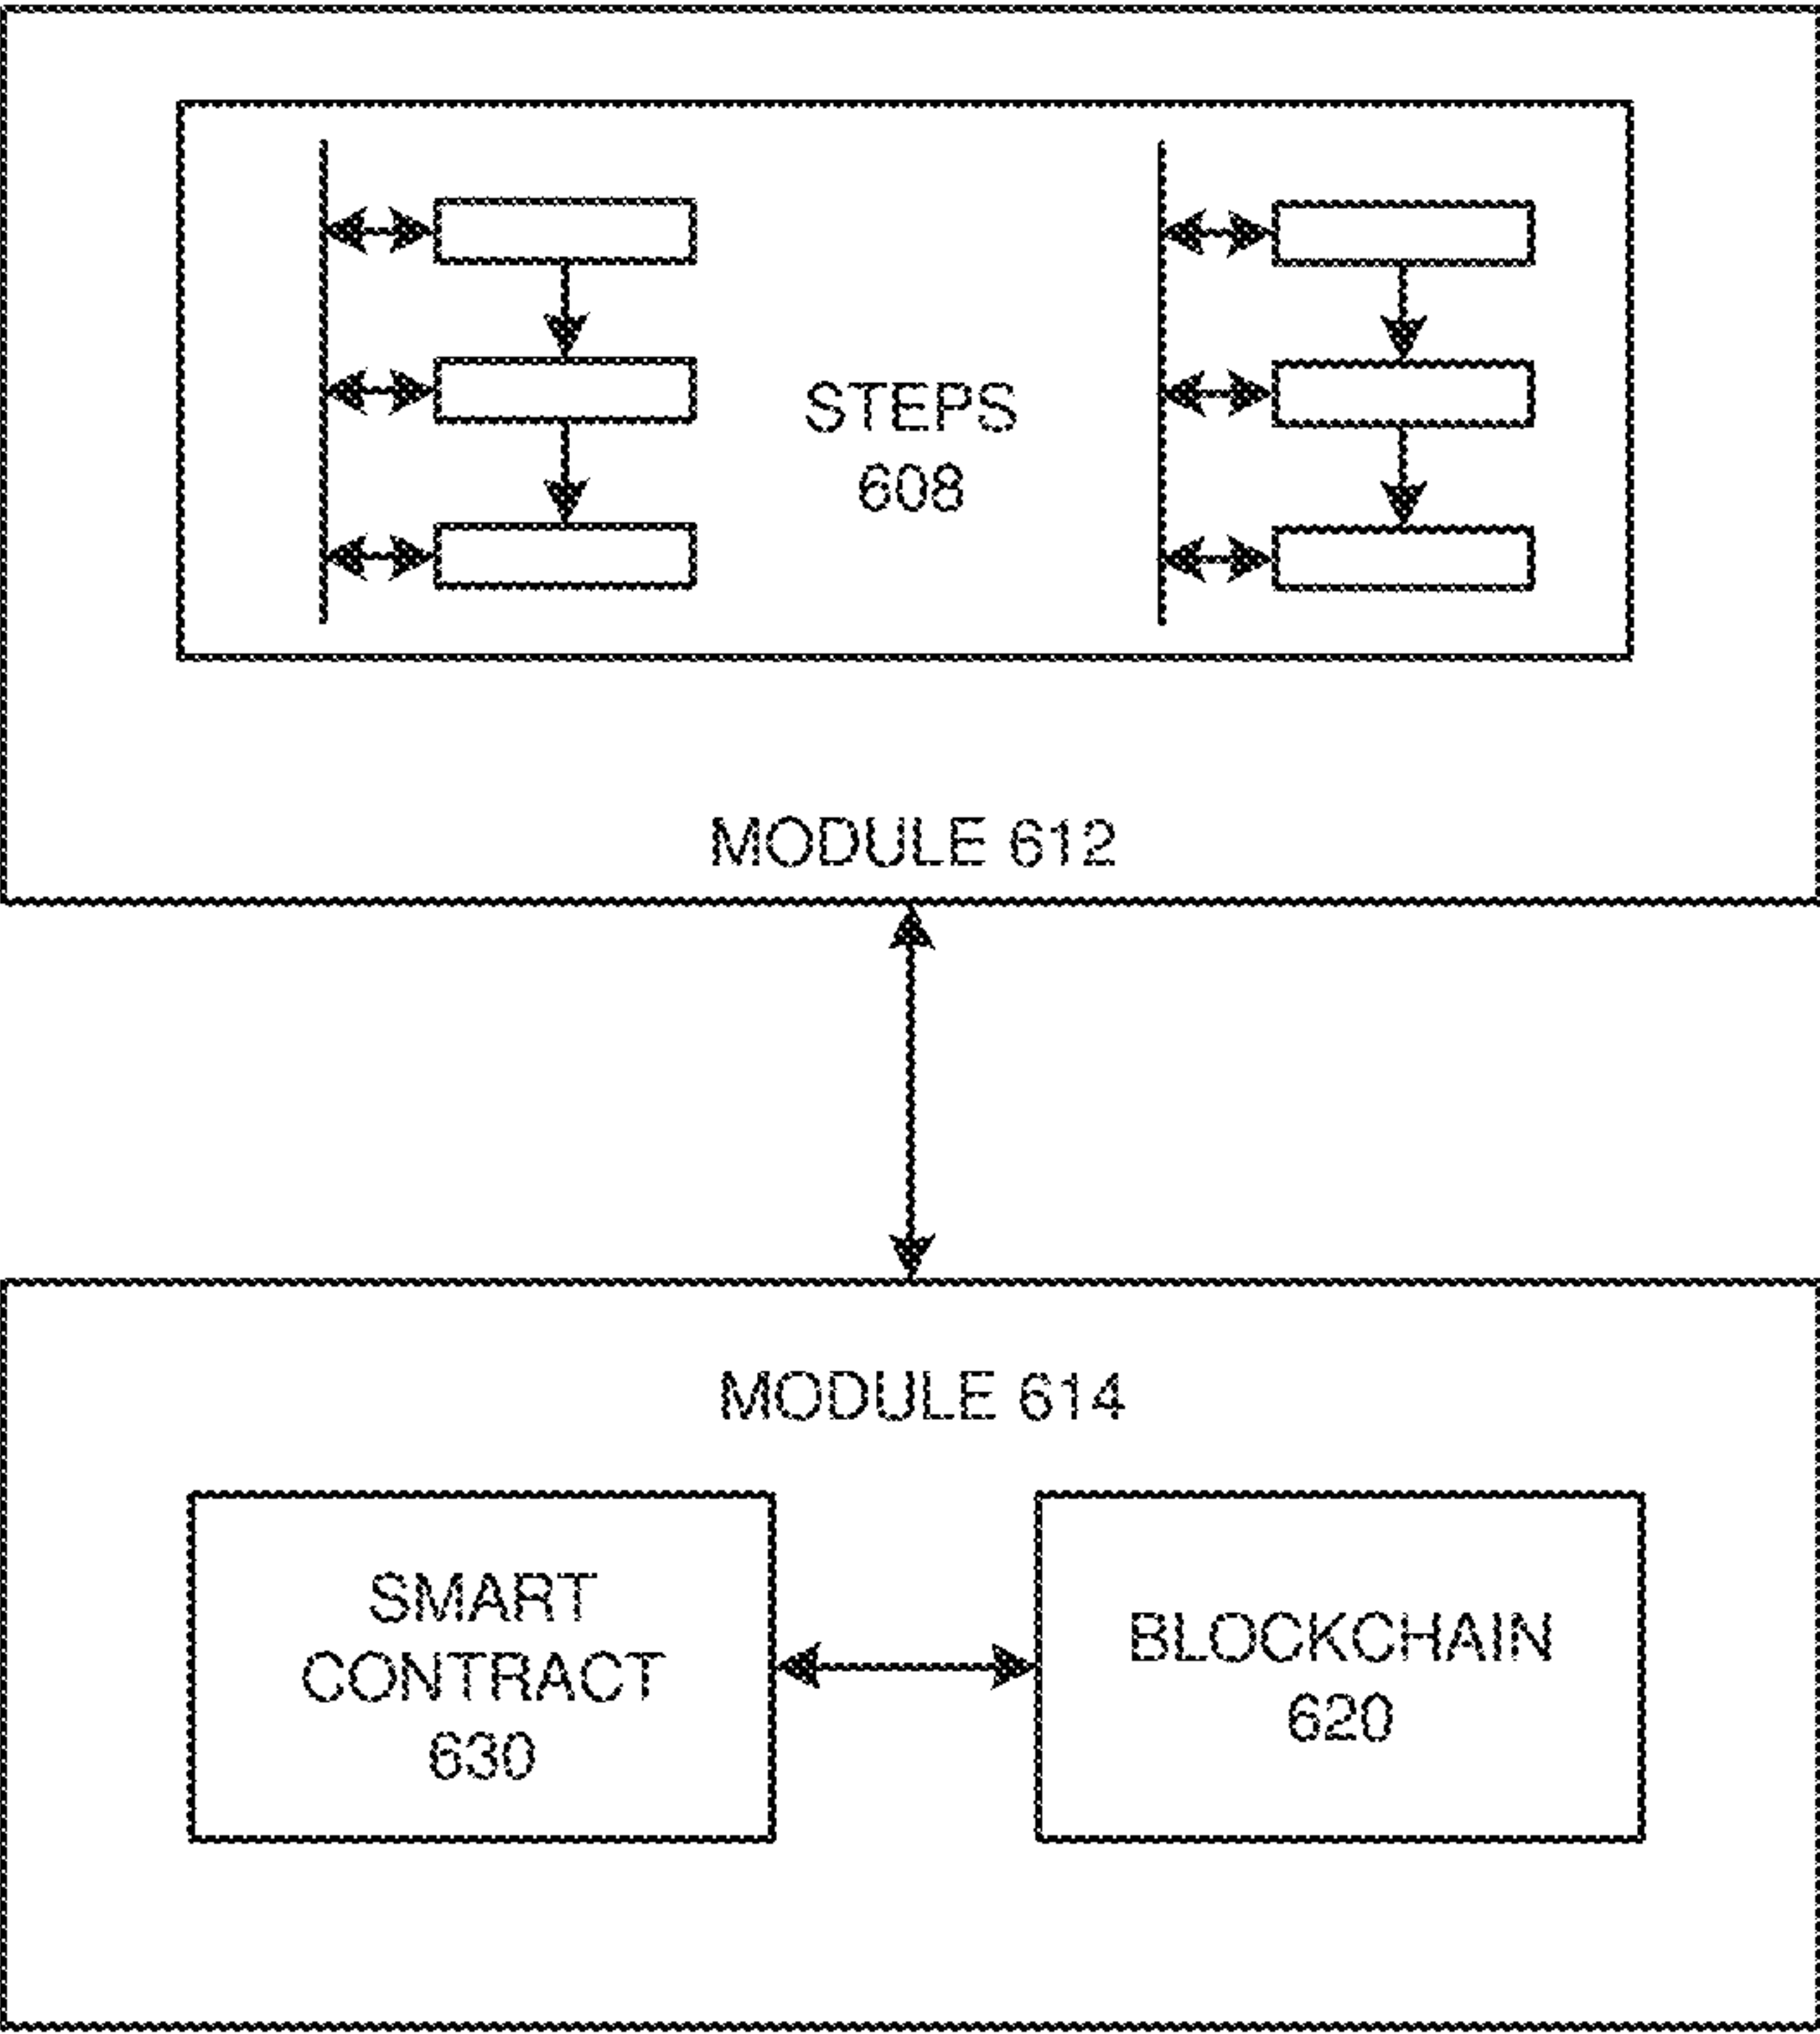 STEPS
608
MODULE 612
MODULE 614
SMART
CONTRACT
630
BLOCKCHAIN
620